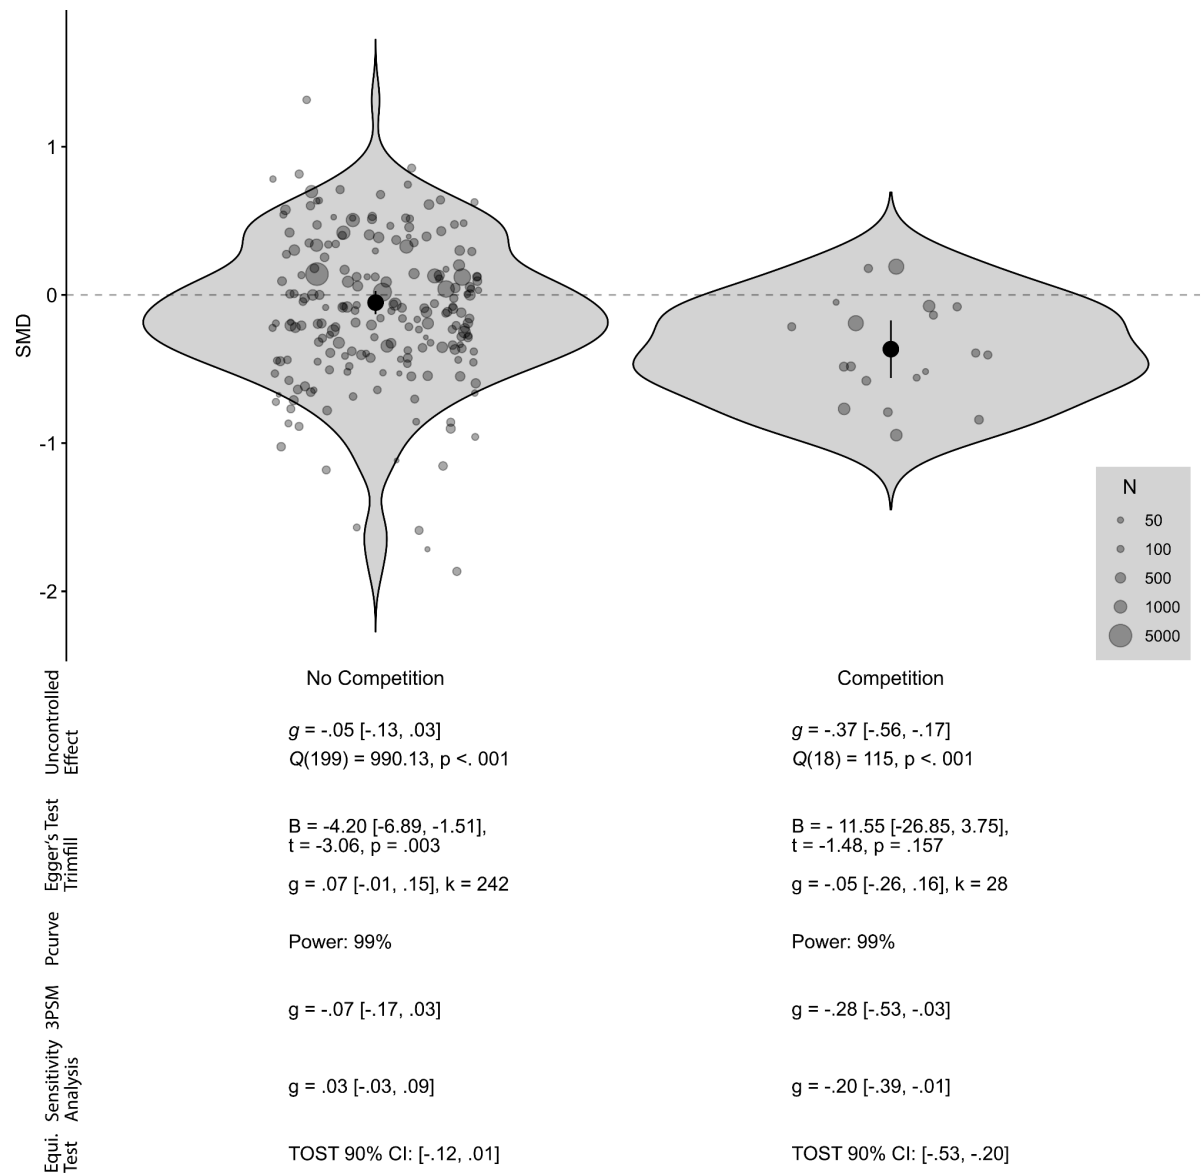 1
0
-1
-2
SMD
N
50
100
500
1000
5000
No Competition
Competition
Uncontrolled
Effect
g = -.05 [-.13, .03]
g = -.37 [-.56, -.17]
Q(199) = 990.13, p <. 001
Q(18) = 115, p <. 001
Egger's Test
Trimfill
B = -4.20 [-6.89, -1.51],
t = -3.06, p = .003
B = - 11.55 [-26.85, 3.75],
t = -1.48, p = .157
g = .07 [-.01, .15], k = 242
g = -.05 [-.26, .16], k = 28
Pcurve
Power: 99%
Power: 99%
3PSM
g = -.07 [-.17, .03]
g = -.28 [-.53, -.03]
Sensitivity
Analysis
g = .03 [-.03, .09]
g = -.20 [-.39, -.01]
Equi.
Test
TOST 90% CI: [-.12, .01]
TOST 90% CI: [-.53, -.20]